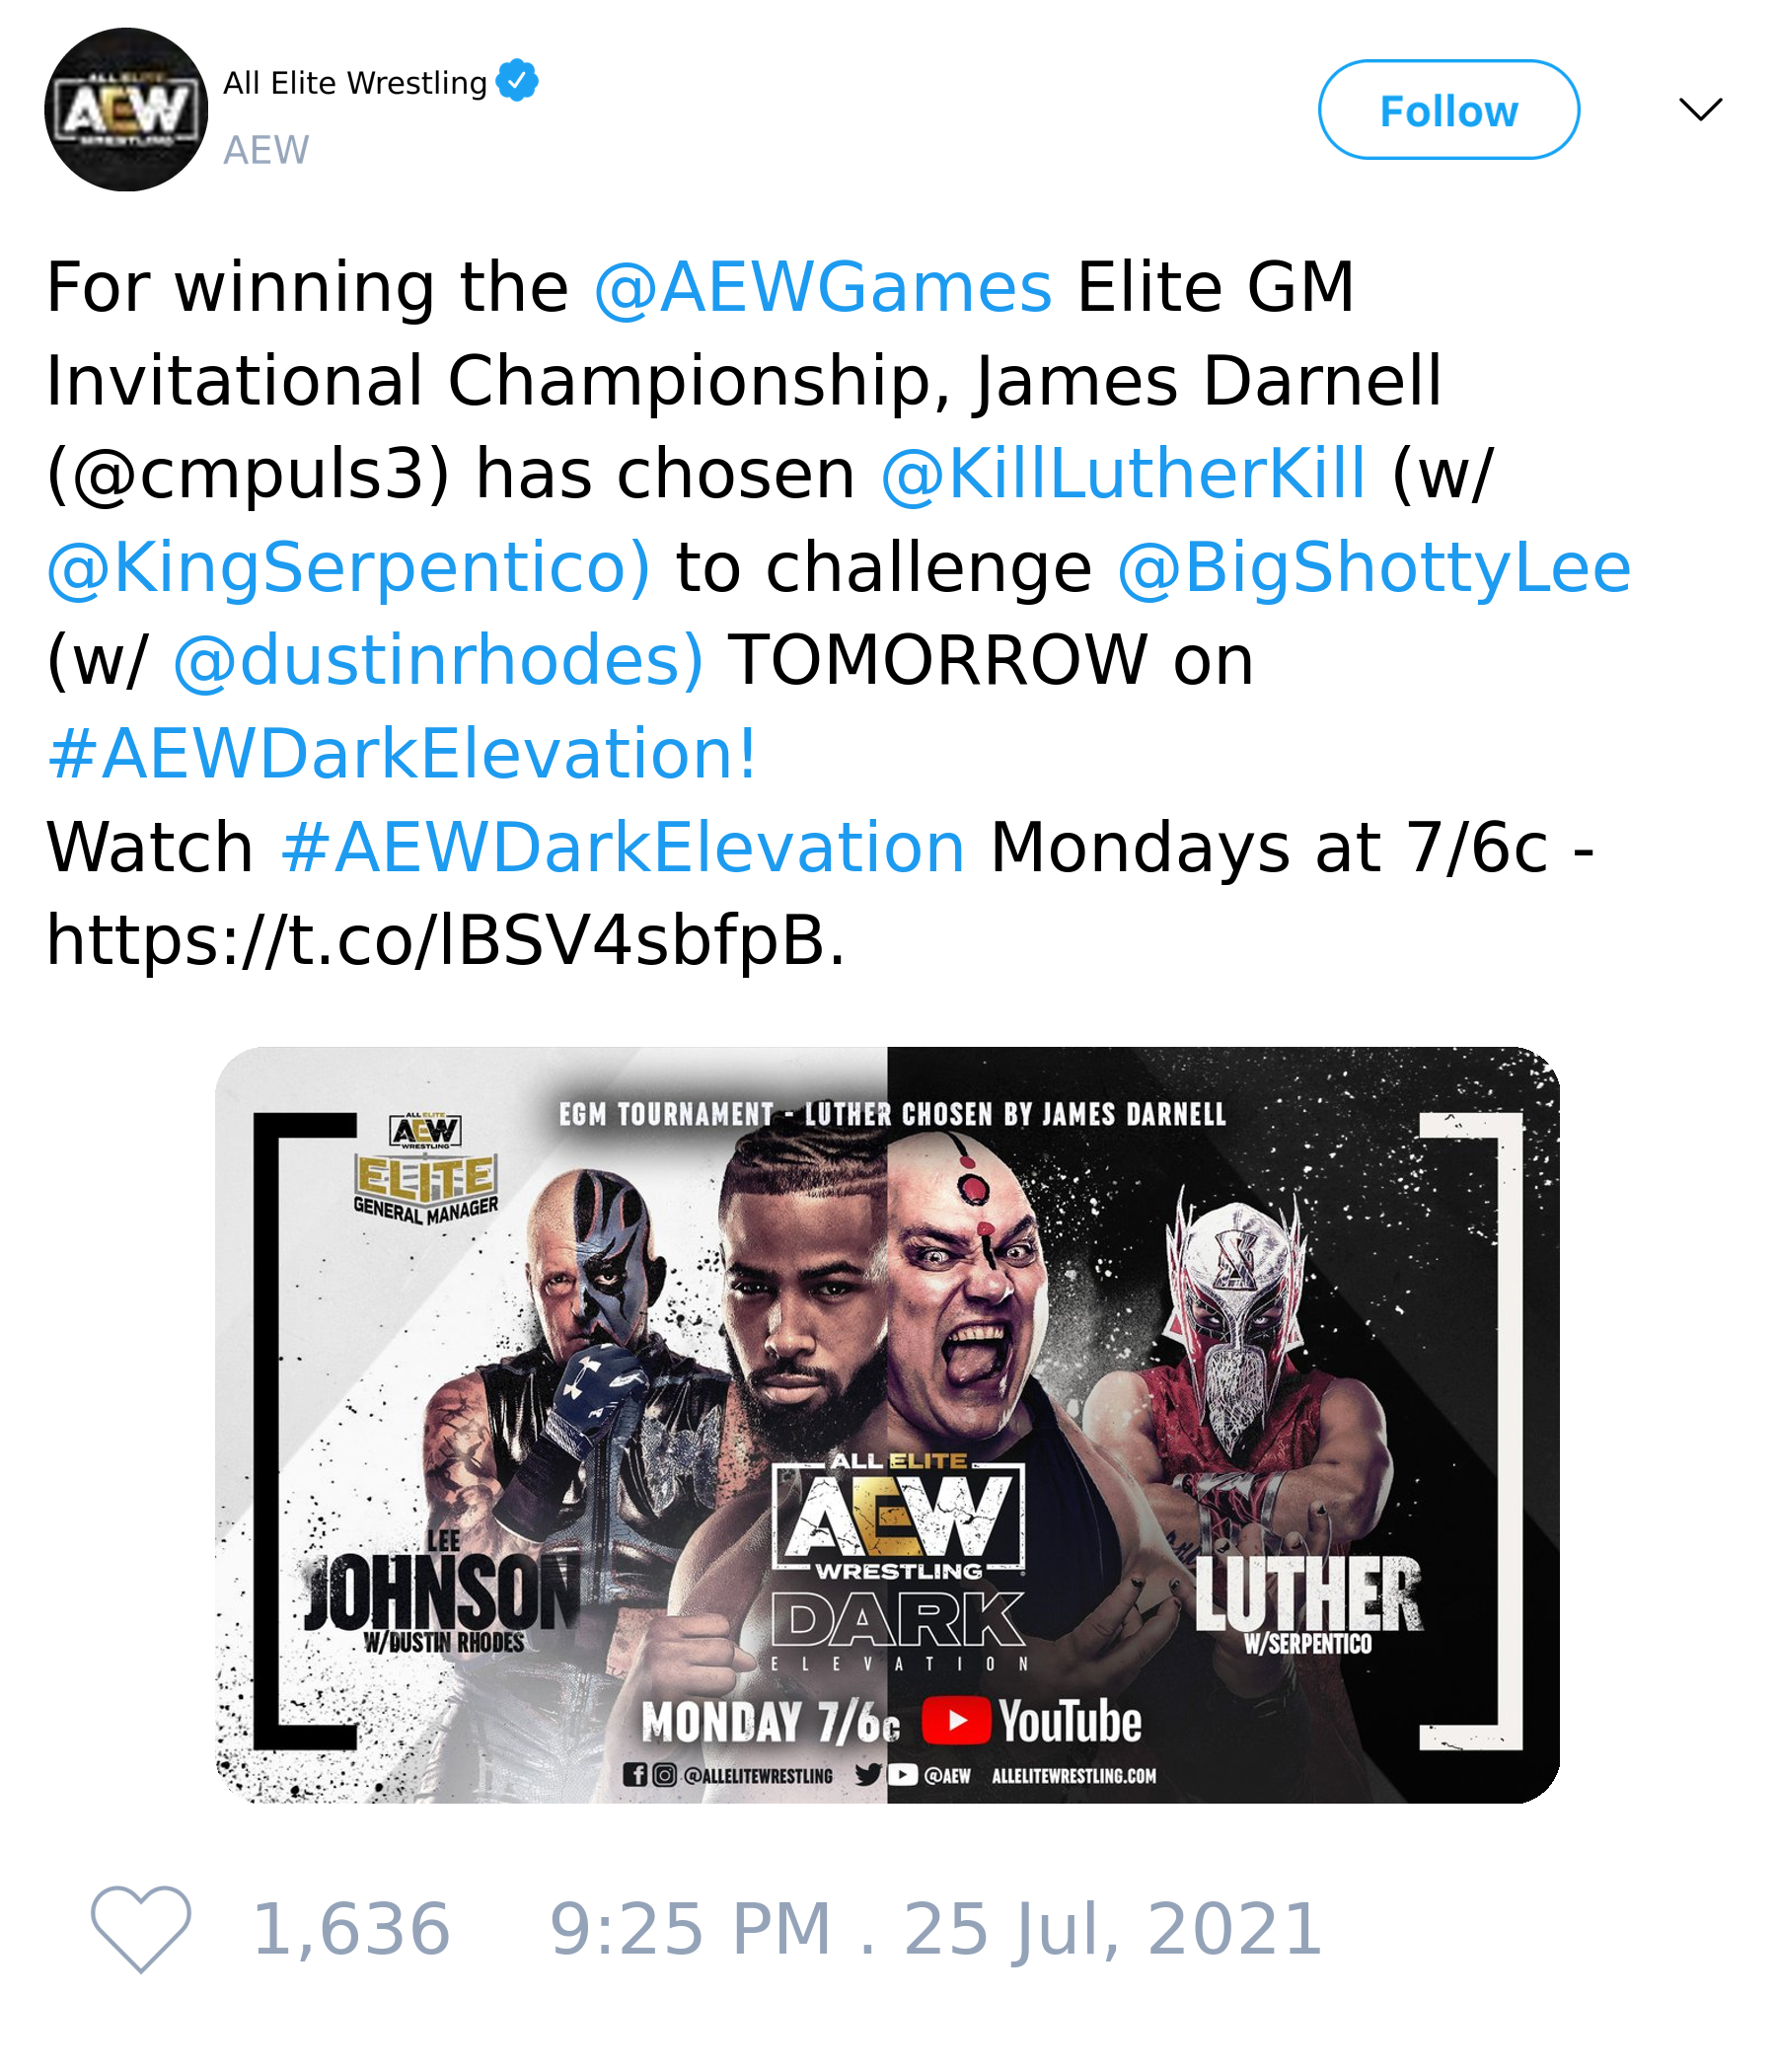 All Elite Wrestling
AEW
Follow
For winning the @AEWGames Elite GM
Invitational Championship, James Darnell
(@cmpuls3) has chosen @KillLutherKill (w/
@KingSerpentico) to challenge @BigShottyLee
(w/ @dustinrhodes) TOMORROW on
#AEWDarkElevation!
Watch #AEWDarkElevation Mondays at 7/6c -
https://t.co/lBSV4sbfpB.
EGM TOURNAMENT - LUTHER CHOSEN BY JAMES DARNELL
ALL ELITE
AEW
WRESTLING
ELITE
GENERAL MANAGER
LEE
JOHNSON
W/DUSTIN RHODES
ALL ELITE
AEW
WRESTLING
DARK
ELEVATION
LUTHER
W/SERPENTICO
MONDAY 7/6c YouTube
@ALLELITEWRESTLING @AEW ALLELITEWRESTLING.COM
1,636 9:25 PM . 25 Jul, 2021